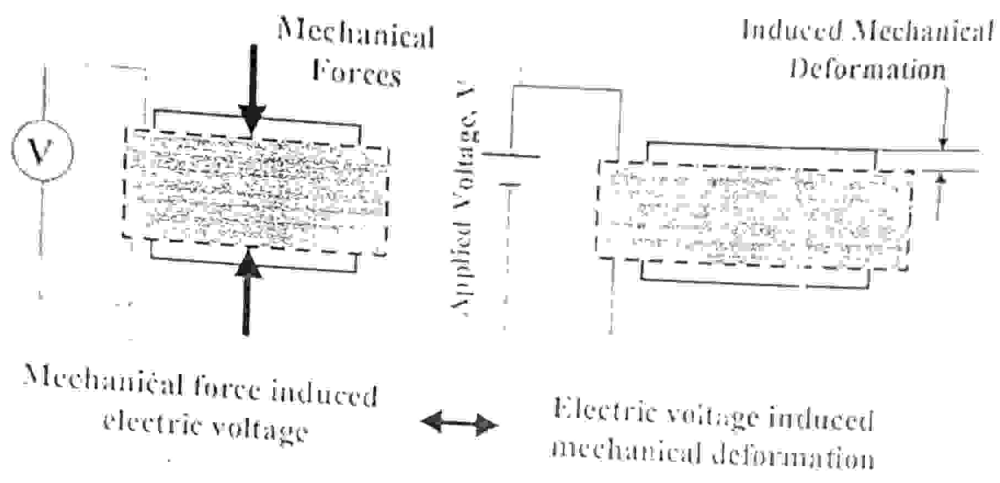 Mechanical
Forces
V
Mechanical force induced
electric voltage
Applied Voltage, V
Induced Mechanical
Deformation
Electric voltage induced
mechanical deformation